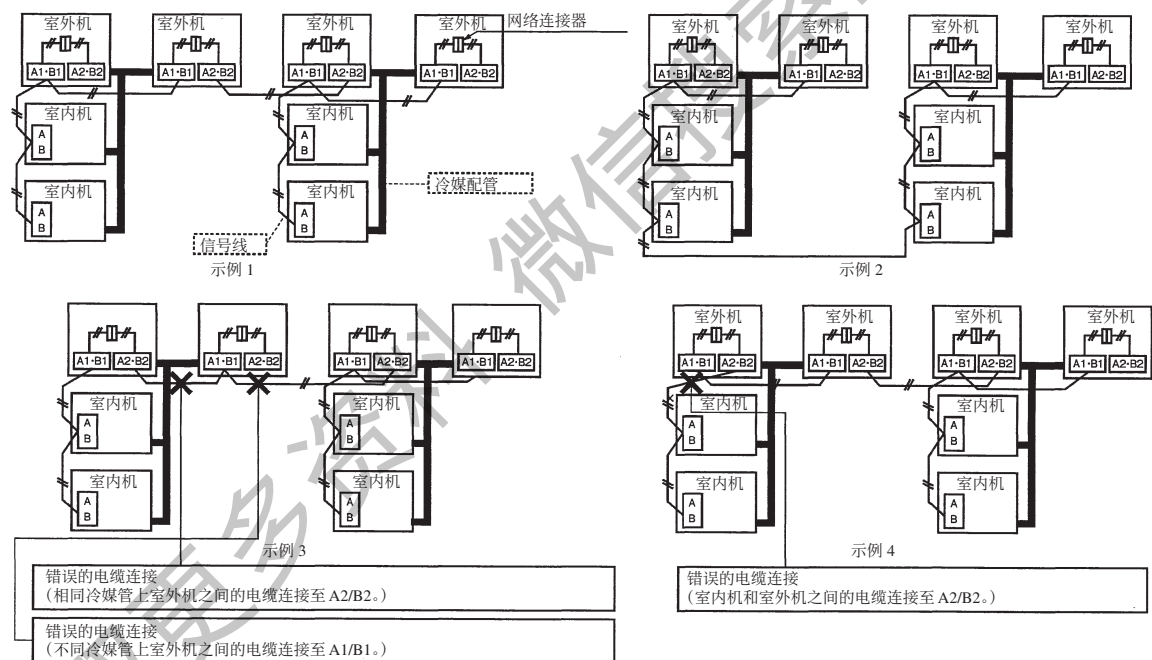 室外机 室外机 室外机 室外机 网络连接器
A1·B1 A2·B2 A1·B1 A2·B2 A1·B1 A2·B2 A1·B1 A2·B2
室内机 室内机
A A
B B
室内机 室内机
A A
B B
冷媒配管
信号线
示例 1
室外机 室外机 室外机 室外机
A1·B1 A2·B2 A1·B1 A2·B2 A1·B1 A2·B2 A1·B1 A2·B2
室内机 室内机
A A
B B
室内机 室内机
A A
B B
示例 2
A1·B1 A2·B2 A1·B1 A2·B2 A1·B1 A2·B2 A1·B1 A2·B2
室内机 室内机
A A
B B
室内机 室内机
A A
B B
示例 3
错误的电缆连接
(相同冷媒管上室外机之间的电缆连接至 A2/B2。)
错误的电缆连接
(不同冷媒管上室外机之间的电缆连接至 A1/B1。)
室外机 室外机 室外机 室外机
A1·B1 A2·B2 A1·B1 A2·B2 A1·B1 A2·B2 A1·B1 A2·B2
室内机 室内机
A A
B B
室内机 室内机
A A
B B
示例 4
错误的电缆连接
(室内机和室外机之间的电缆连接至 A2/B2。)
更多资料 微信搜索